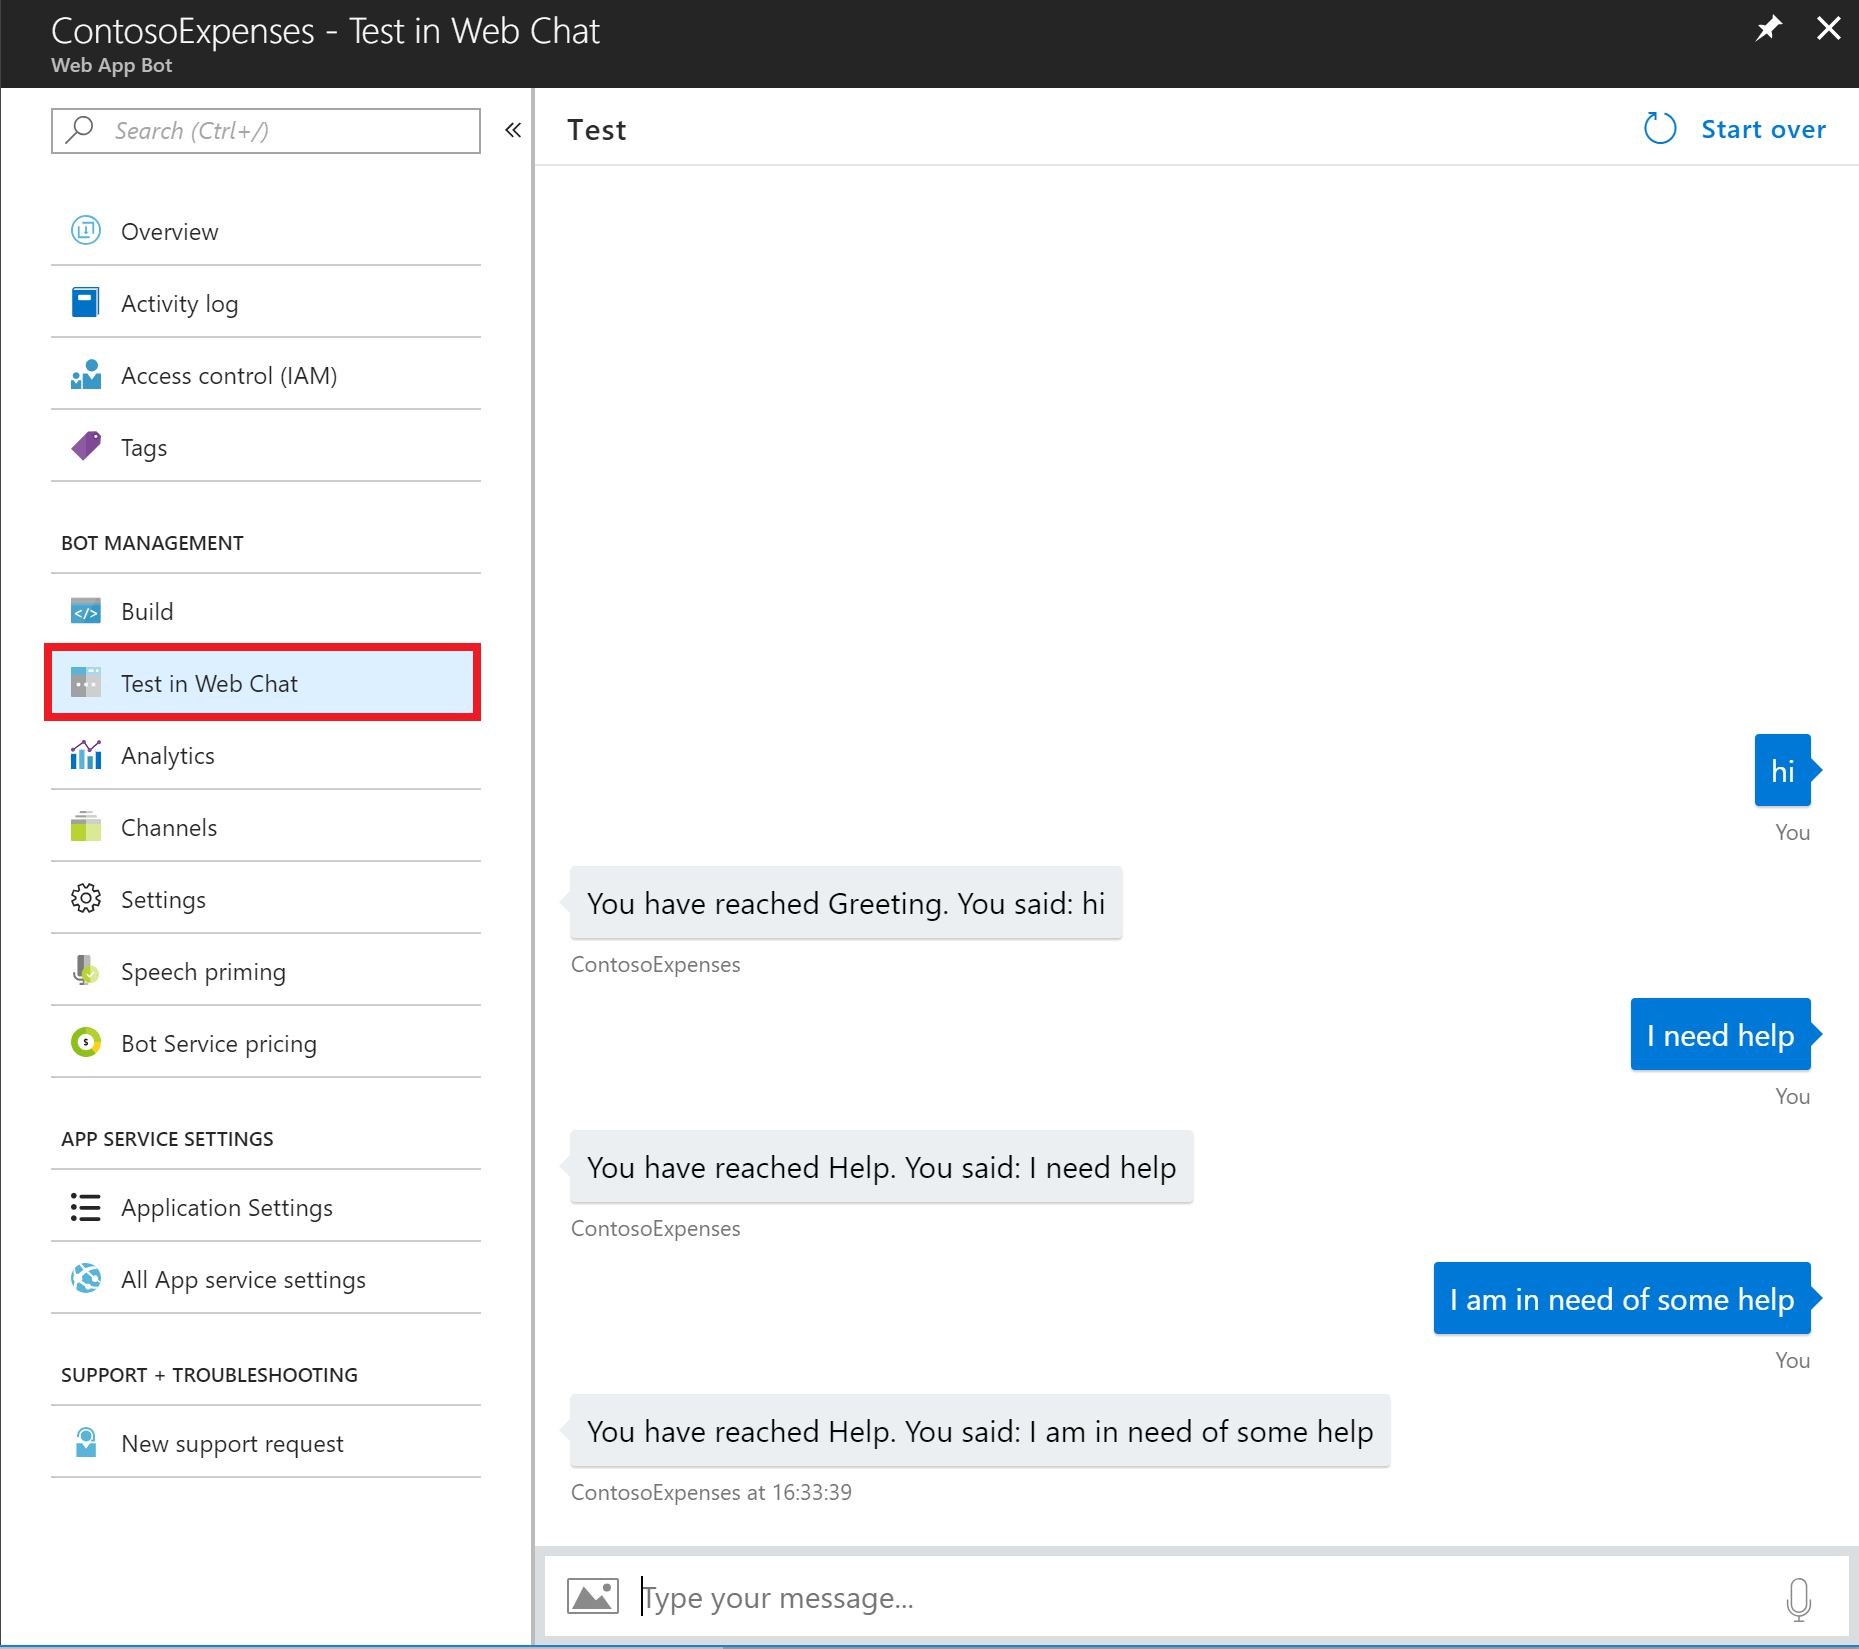 ContosoExpenses - Test in Web Chat
Web App Bot
Search (Ctrl+/)
«
Overview
Activity log
Access control (IAM)
Tags
BOT MANAGEMENT
Build
Test in Web Chat
Analytics
Channels
Settings
Speech priming
Bot Service pricing
APP SERVICE SETTINGS
Application Settings
All App service settings
SUPPORT + TROUBLESHOOTING
New support request
Test
Start over
hi
You
You have reached Greeting. You said: hi
ContosoExpenses
I need help
You
You have reached Help. You said: I need help
ContosoExpenses
I am in need of some help
You
You have reached Help. You said: I am in need of some help
ContosoExpenses at 16:33:39
Type your message...